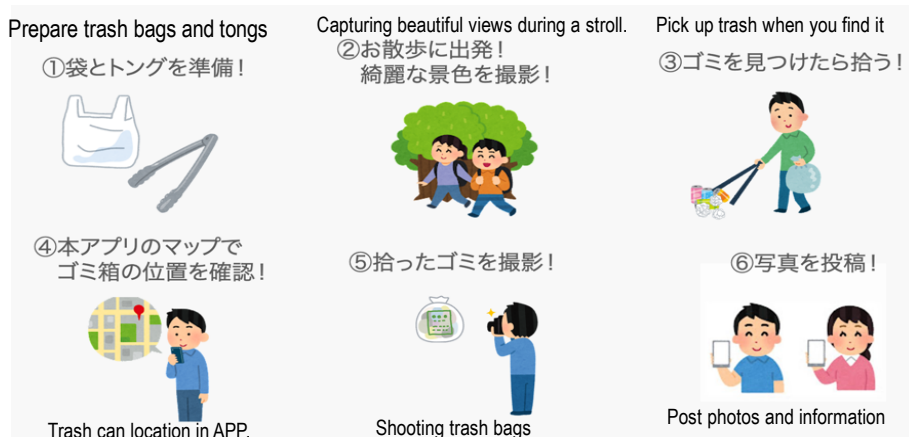 Prepare trash bags and tongs
①袋とトングを準備！
Capturing beautiful views during a stroll.
②お散歩に出発！
綺麗な景色を撮影！
Pick up trash when you find it
③ゴミを見つけたら拾う！
④本アプリのマップで
ゴミ箱の位置を確認！
Trash can location in APP.
⑤拾ったゴミを撮影！
Shooting trash bags
⑥写真を投稿！
Post photos and information